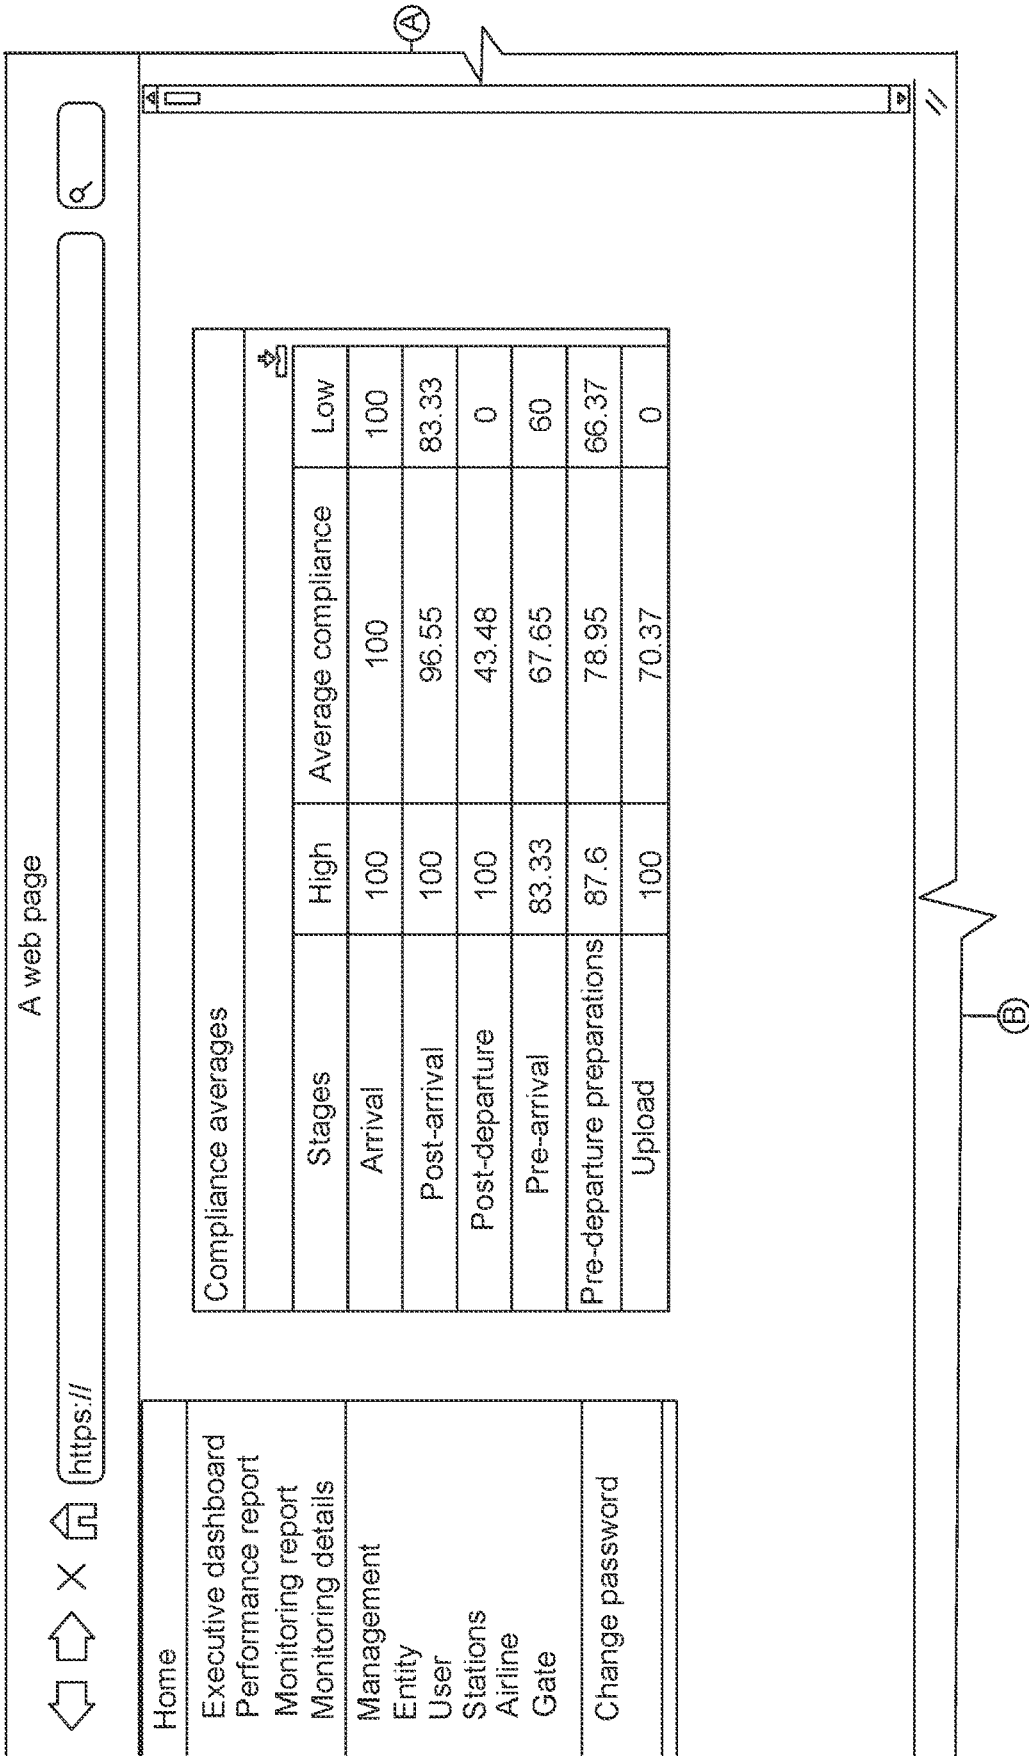 A web page
https://
Home
Executive dashboard
Performance report
Monitoring report
Monitoring details
Management
Entity
User
Stations
Airline
Gate
Change password
Compliance averages
Stages High Average compliance Low
Arrival 100 100 100
Post-arrival 100 96.55 83.33
Post-departure 100 43.48 0
Pre-arrival 83.33 67.65 60
Pre-departure preparations 87.6 78.95 66.37
Upload 100 70.37 0
A
B